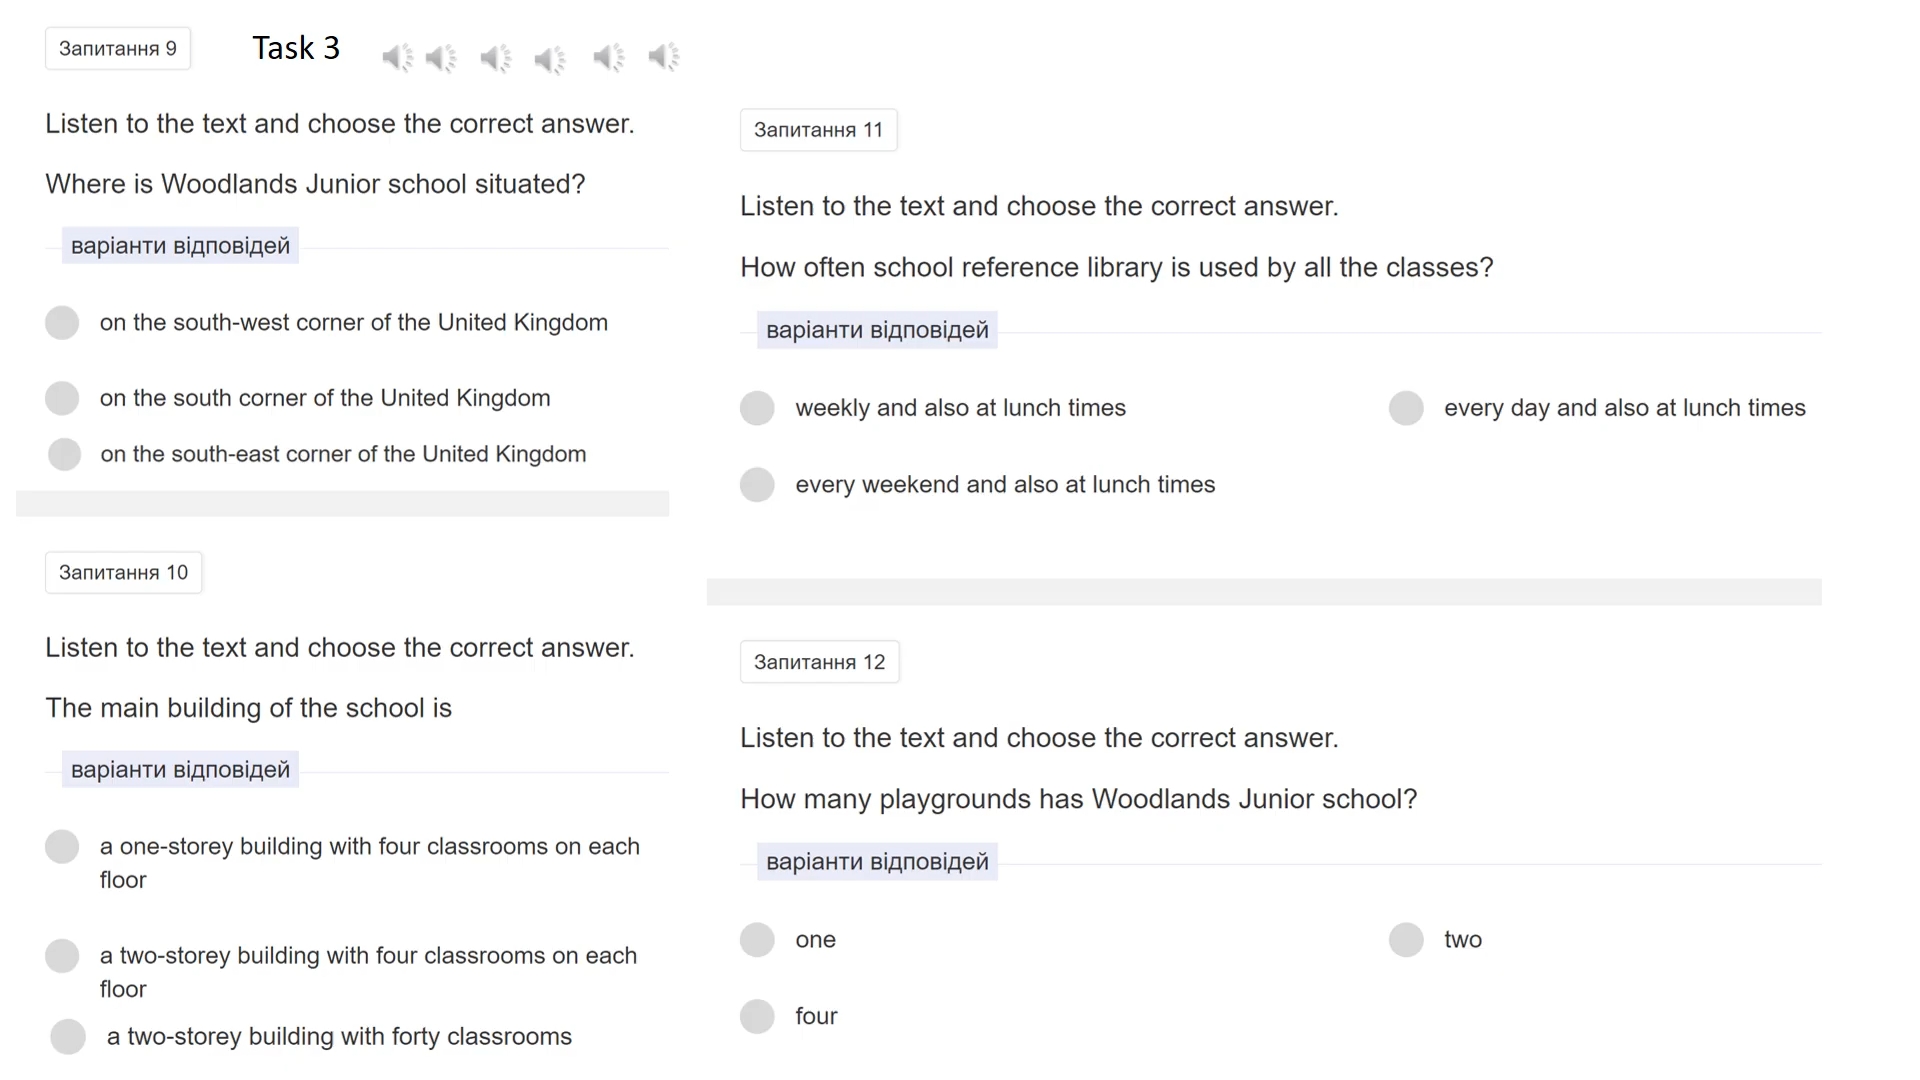 Запитання 9
Task 3
Listen to the text and choose the correct answer.
Where is Woodlands Junior school situated?
варіанти відповідей
on the south-west corner of the United Kingdom
on the south corner of the United Kingdom
on the south-east corner of the United Kingdom
Запитання 10
Listen to the text and choose the correct answer.
The main building of the school is
варіанти відповідей
a one-storey building with four classrooms on each
floor
a two-storey building with four classrooms on each
floor
a two-storey building with forty classrooms
Запитання 11
Listen to the text and choose the correct answer.
How often school reference library is used by all the classes?
варіанти відповідей
weekly and also at lunch times
every day and also at lunch times
every weekend and also at lunch times
Запитання 12
Listen to the text and choose the correct answer.
How many playgrounds has Woodlands Junior school?
варіанти відповідей
one
two
four